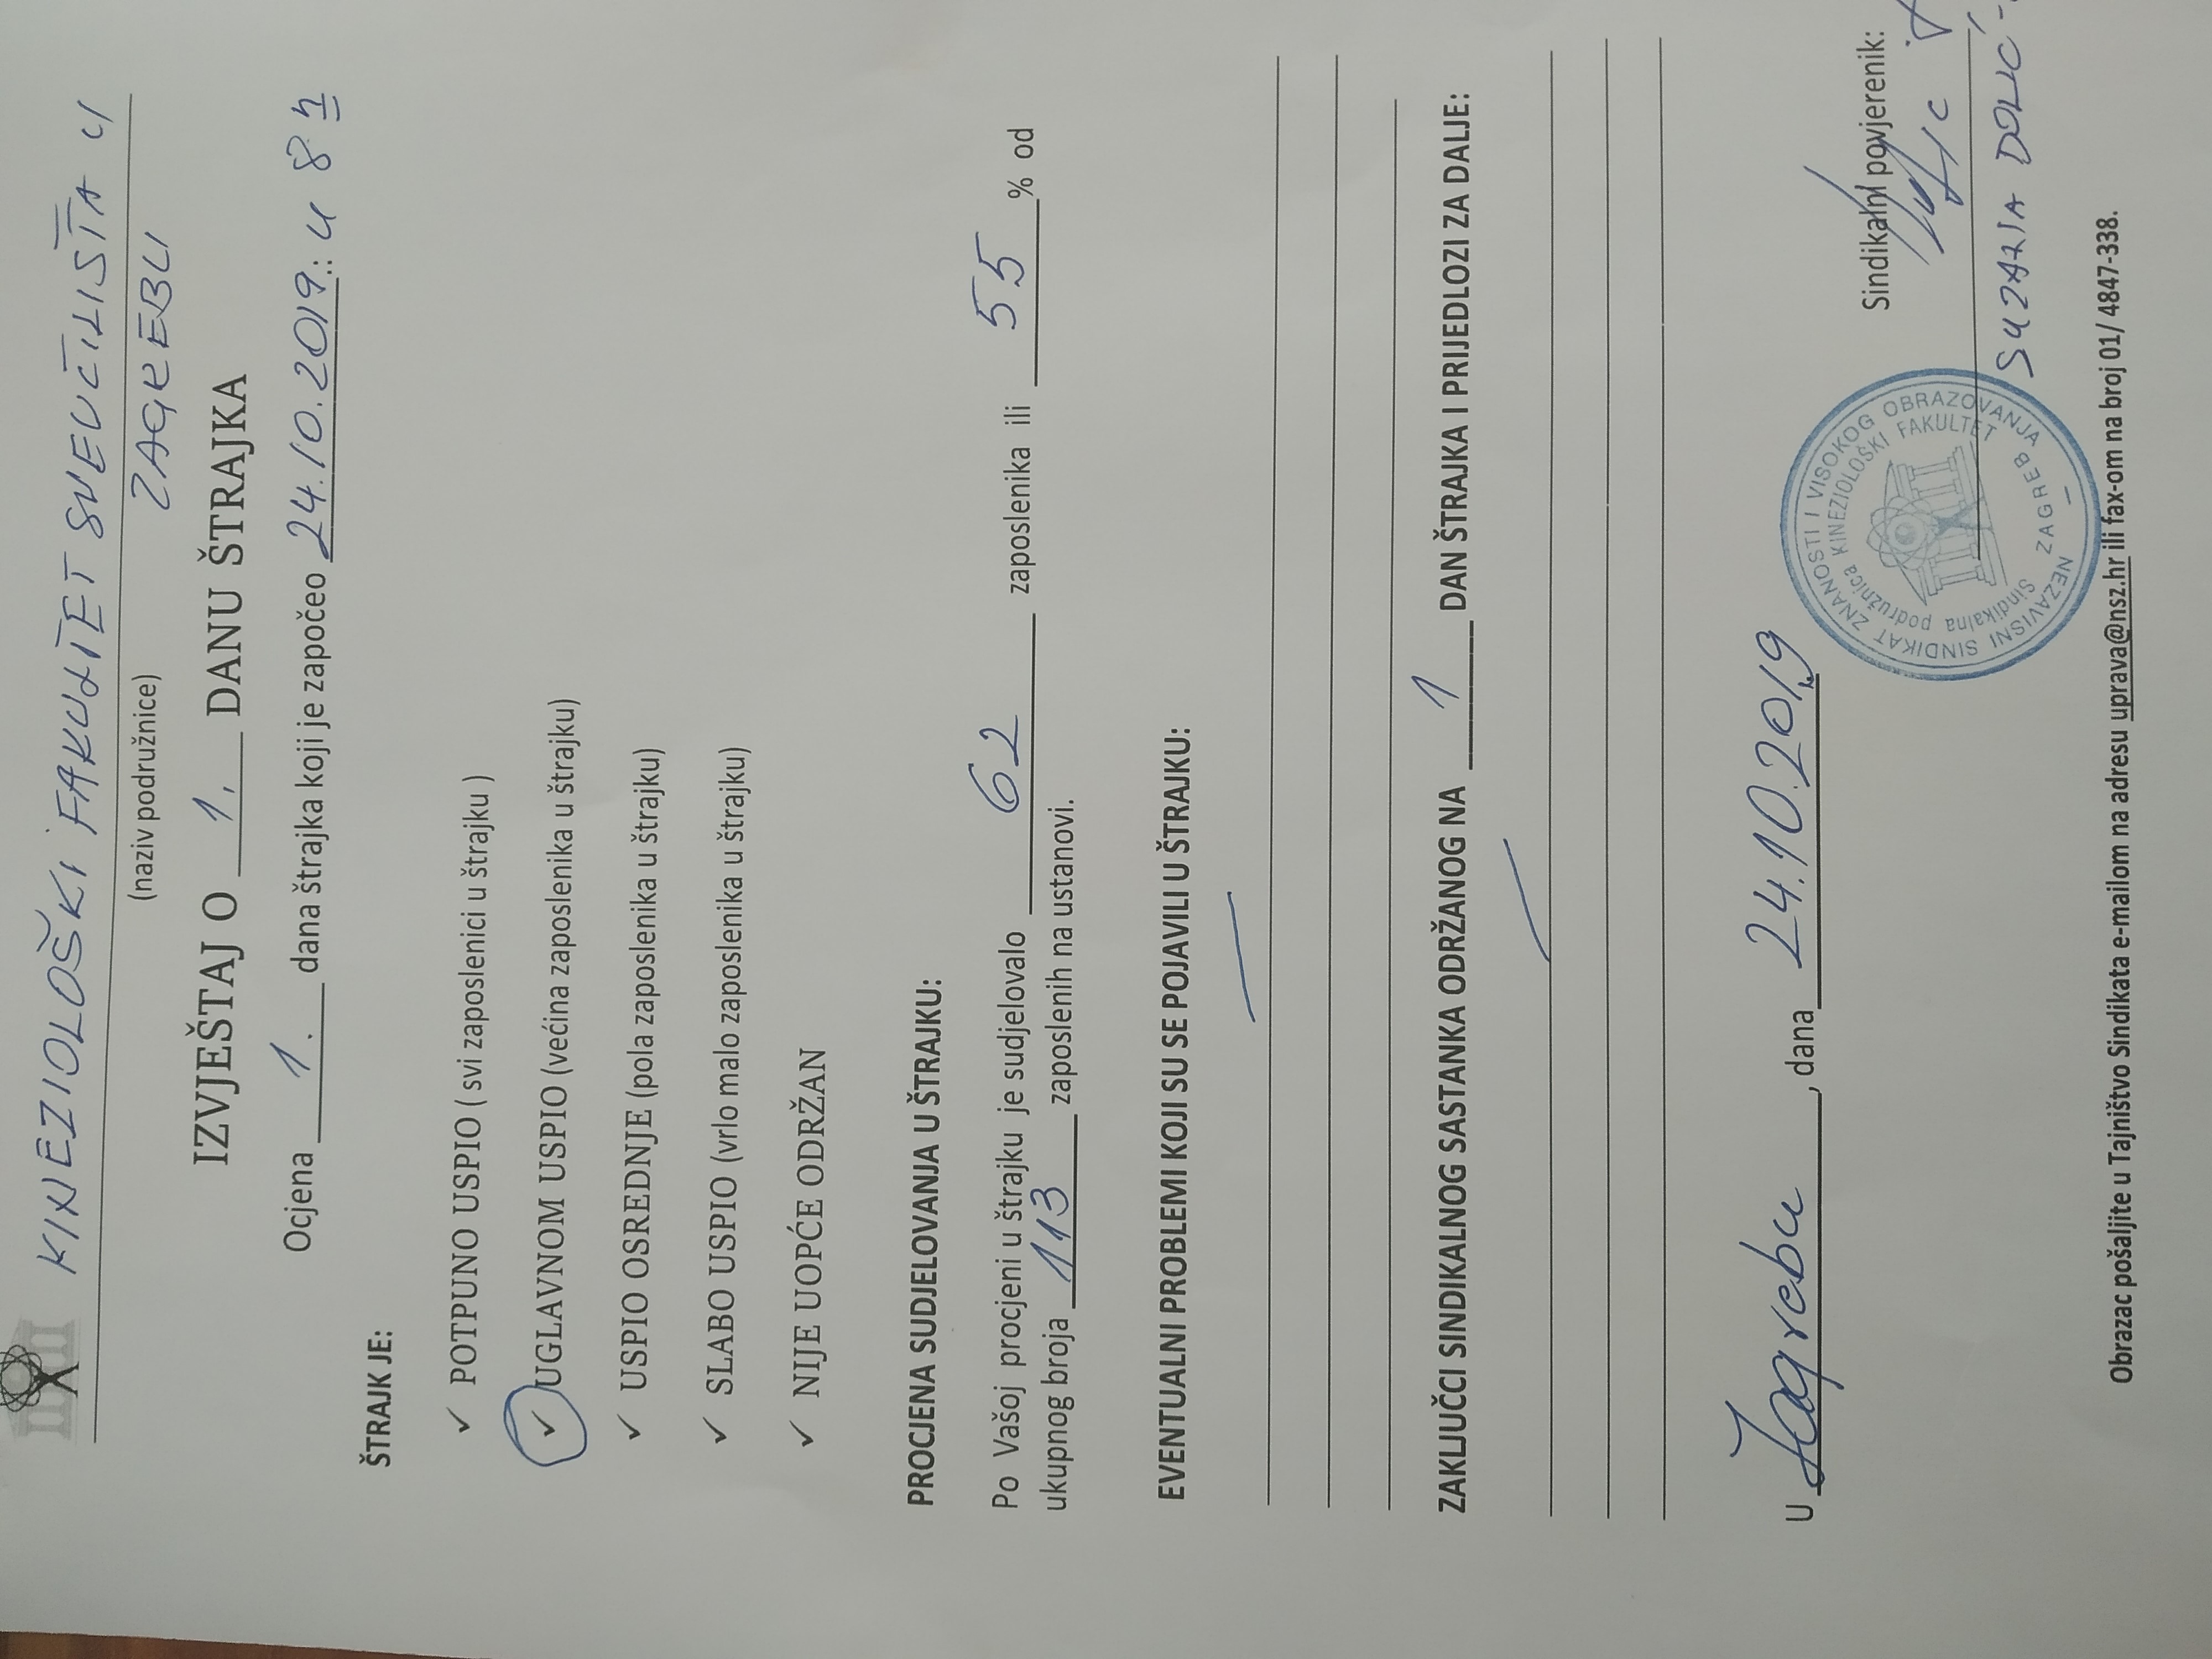 KINEZIOLOŠKI FAKULTET SVEUČILIŠTA U
ZAGREBU
(naziv područnice)
IZVJEŠTAJ O 1. DANU ŠTRAJKA
Ocjena 1. dana štrajka koji je započeo 24.10.2019.: u 8 h
ŠTRAJK JE:
✓ POTPUNO USPIO ( svi zaposlenici u štrajku )
✓ UGLAVNOM USPIO (većina zaposlenika u štrajku)
✓ USPIO OSREDNJE (pola zaposlenika u štrajku)
✓ SLABO USPIO (vrlo malo zaposlenika u štrajku)
✓ NIJE UOPĆE ODRŽAN
PROCJENA SUDJELOVANJA U ŠTRAJKU:
Po Vašoj procjeni u štrajku je sudjelovalo 62 zaposlenika ili 55 % od
ukupnog broja 113 zaposlenih na ustanovi.
EVENTUALNI PROBLEMI KOJI SU SE POJAVILI U ŠTRAJKU:
ZAKLJUČCI SINDIKALNOG SASTANKA ODRŽANOG NA 1 DAN ŠTRAJKA I PRIJEDLOZI ZA DALJE:
U Zagrebu, dana 24.10.2019
Sindikalni povjerenik:
SUZANA
NEZAVISNI SINDIKAT ZNANOSTI I VISOKOG OBRAZOVANJA
Sindikalna podružnica KINEZIOLOŠKI FAKULTET
ZAGREB
Obrazac pošaljite u Tajništvo Sindikata e-mailom na adresu uprava@nsz.hr ili fax-om na broj 01/ 4847-338.